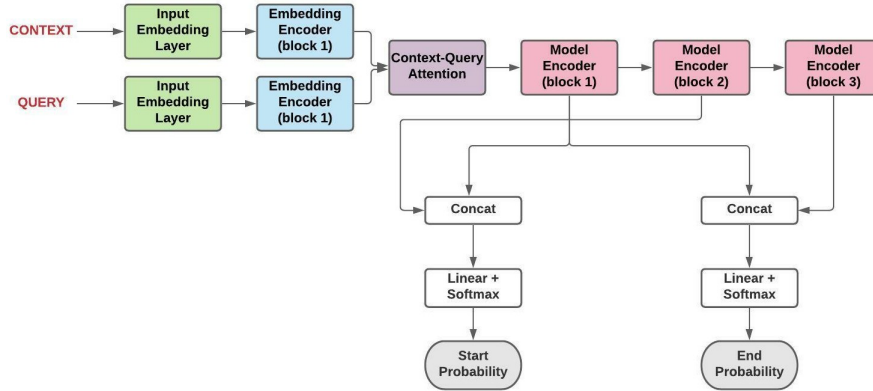 CONTEXT
Input
Embedding
Layer
Embedding
Encoder
(block 1)
QUERY
Input
Embedding
Layer
Embedding
Encoder
(block 1)
Context-Query
Attention
Model
Encoder
(block 1)
Model
Encoder
(block 2)
Model
Encoder
(block 3)
Concat
Concat
Linear +
Softmax
Linear +
Softmax
Start
Probability
End
Probability